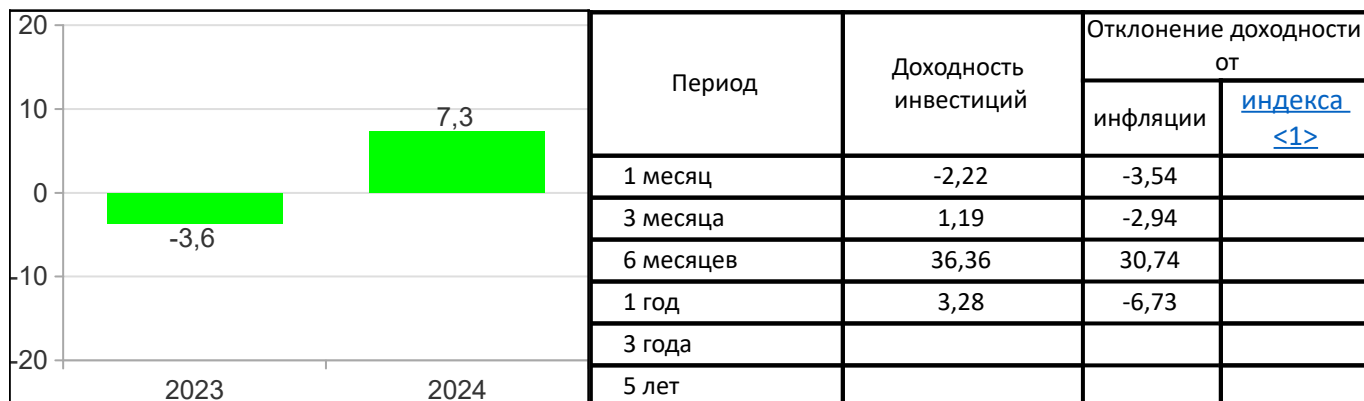 20
10
0
-10
-20
-3,6
7,3
2023
2024
Период
Доходность
инвестиций
Отклонение доходности
от
инфляции
индекса
<1>
1 месяц -2,22 -3,54
3 месяца 1,19 -2,94
6 месяцев 36,36 30,74
1 год 3,28 -6,73
3 года
5 лет